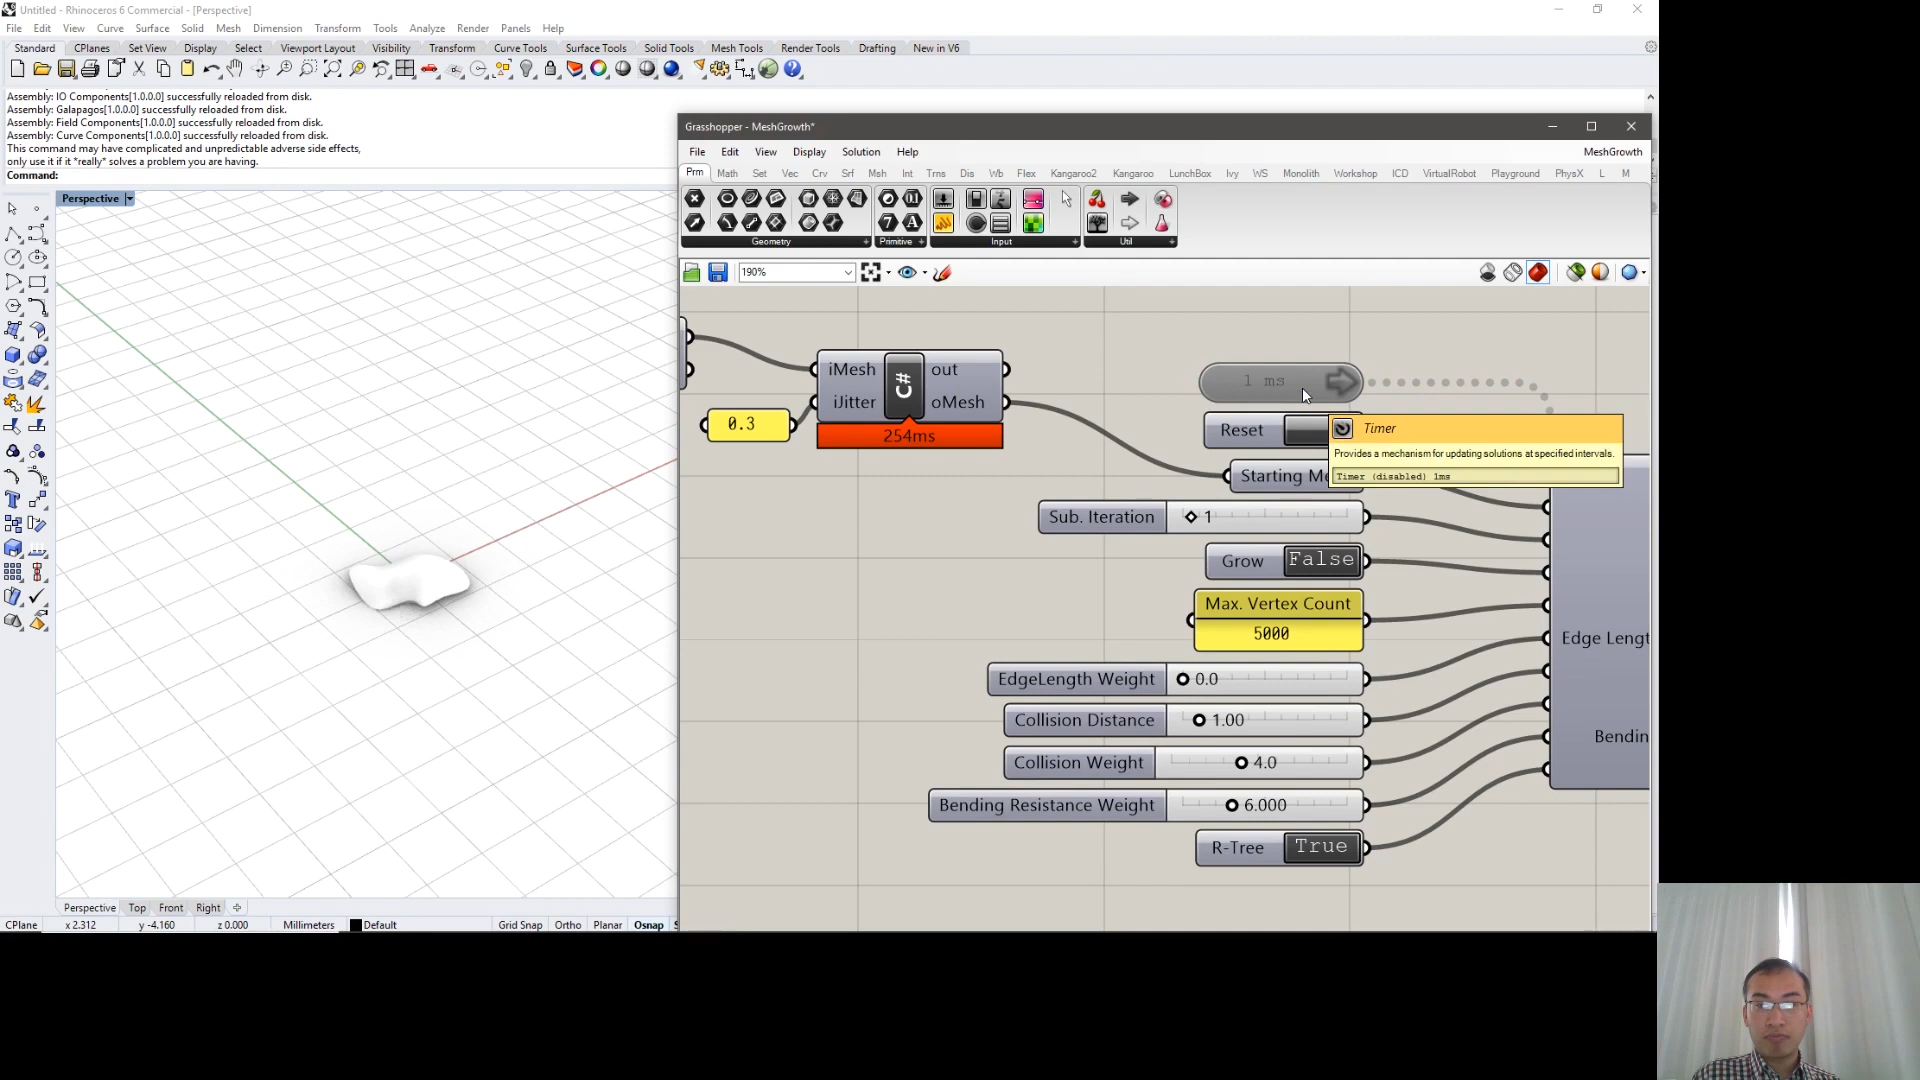 Untitled - Rhinoceros 6 Commercial - [Perspective]
File Edit View Curve Surface Solid Mesh Dimension Transform Tools Analyze Render Panels Help
Standard CPlanes Set View Display Select Viewport Layout Visibility Transform Curve Tools Surface Tools Solid Tools Mesh Tools Render Tools Drafting New in V6
Assembly: IO Components[1.0.0.0] successfully reloaded from disk.
Assembly: Galapagos[1.0.0.0] successfully reloaded from disk.
Assembly: Field Components[1.0.0.0] successfully reloaded from disk.
Assembly: Curve Components[1.0.0.0] successfully reloaded from disk.
This command may have complicated and unpredictable adverse side effects,
only use it if it *really* solves a problem you are having.
Command:
Perspective
Grasshopper - MeshGrowth*
File Edit View Display Solution Help MeshGrowth
Prm Math Set Vec Crv Srf Msh Int Trns Dis Wb Flex Kangaroo2 Kangaroo LunchBox Ivy WS Monolith Workshop ICD VirtualRobot Playground PhysX L M
Geometry Primitive Input Util
190%
iMesh out
C#
iJitter oMesh
254ms
0.3
1 ms
Reset
Timer
Provides a mechanism for updating solutions at specified intervals.
Timer (disabled) 1ms
Starting Me
Sub. Iteration 1
Grow False
Max. Vertex Count
5000
EdgeLength Weight 0.0
Collision Distance 1.00
Collision Weight 4.0
Bending Resistance Weight 6.000
R-Tree True
Edge Lengt
Bendin
Perspective Top Front Right
CPlane x 2.312 y -4.160 z 0.000 Millimeters Default Grid Snap Ortho Planar Osnap S